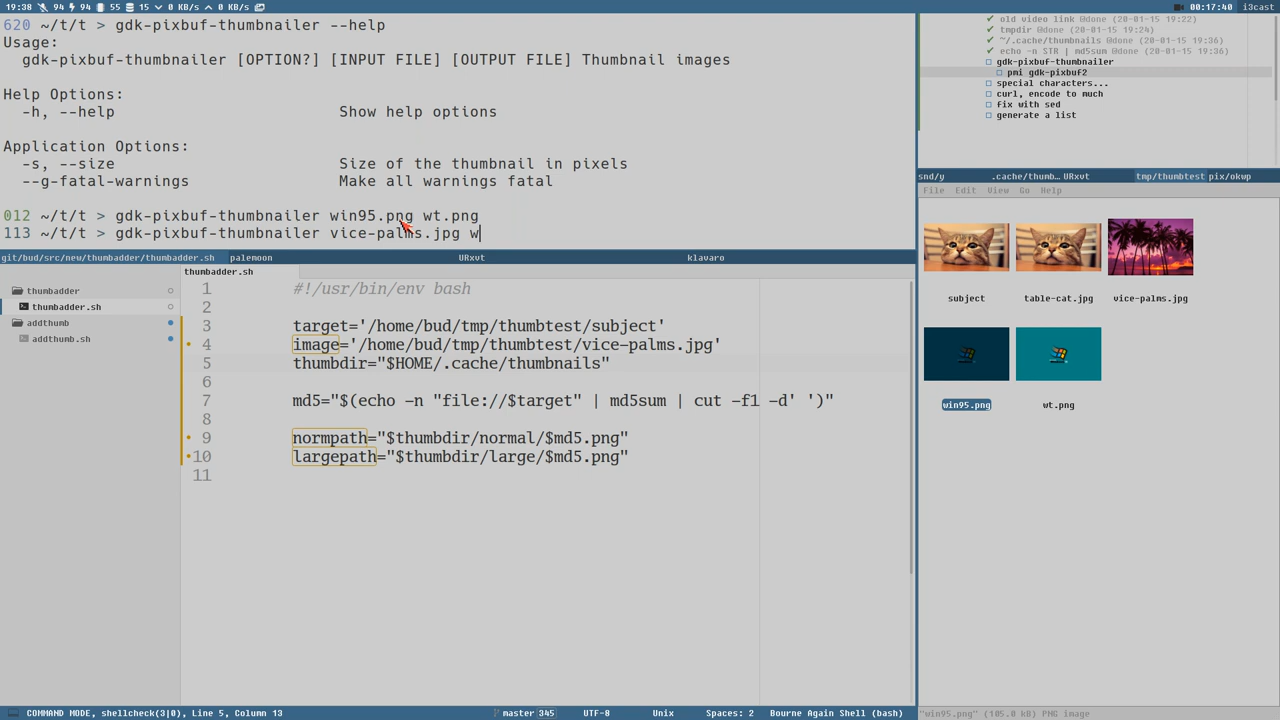 19:38 94 94 55 15 0 KB/s 0 KB/s
00:17:40 i3cast
620 ~/t/t > gdk-pixbuf-thumbnailer --help
Usage:
gdk-pixbuf-thumbnailer [OPTION?] [INPUT FILE] [OUTPUT FILE] Thumbnail images
Help Options:
-h, --help Show help options
Application Options:
-s, --size Size of the thumbnail in pixels
--g-fatal-warnings Make all warnings fatal
012 ~/t/t > gdk-pixbuf-thumbnailer win95.png wt.png
113 ~/t/t > gdk-pixbuf-thumbnailer vice-palms.jpg w
✔ old video link @done (20-01-15 19:22)
✔ tmpdir @done (20-01-15 19:24)
✔ ~/.cache/thumbnails @done (20-01-15 19:36)
✔ echo -n STR | md5sum @done (20-01-15 19:36)
gdk-pixbuf-thumbnailer
pmi gdk-pixbuf2
special characters...
curl, encode to much
fix with sed
generate a list
snd/y .cache/thumb... URxvt tmp/thumbtest pix/okwp
File Edit View Go Help
subject table-cat.jpg vice-palms.jpg
win95.png wt.png
"win95.png" (105.0 kB) PNG image
git/bud/src/new/thumbadder/thumbadder.sh palemoon URxvt klavaro
thumbadder.sh
thumbadder
thumbadder.sh
addthumb
addthumb.sh
1 #!/usr/bin/env bash
2
3 target='/home/bud/tmp/thumbtest/subject'
4 image='/home/bud/tmp/thumbtest/vice-palms.jpg'
5 thumbdir="$HOME/.cache/thumbnails"
6
7 md5="$(echo -n "file://$target" | md5sum | cut -f1 -d' ')"
8
9 normpath="$thumbdir/normal/$md5.png"
10 largepath="$thumbdir/large/$md5.png"
11
COMMAND MODE, shellcheck(3|0), Line 5, Column 13 master 345 UTF-8 Unix Spaces: 2 Bourne Again Shell (bash)